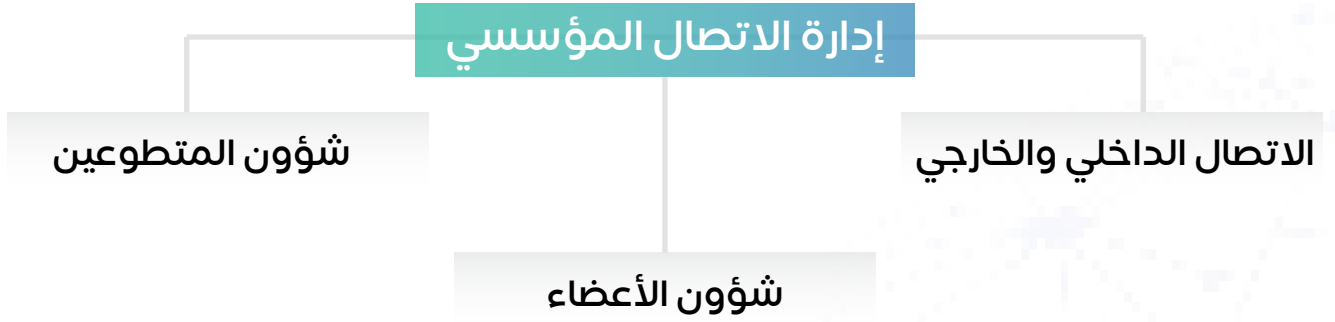 إدارة الاتصال المؤسسي
الاتصال الداخلي والخارجي
شؤون المتطوعين
شؤون الأعضاء